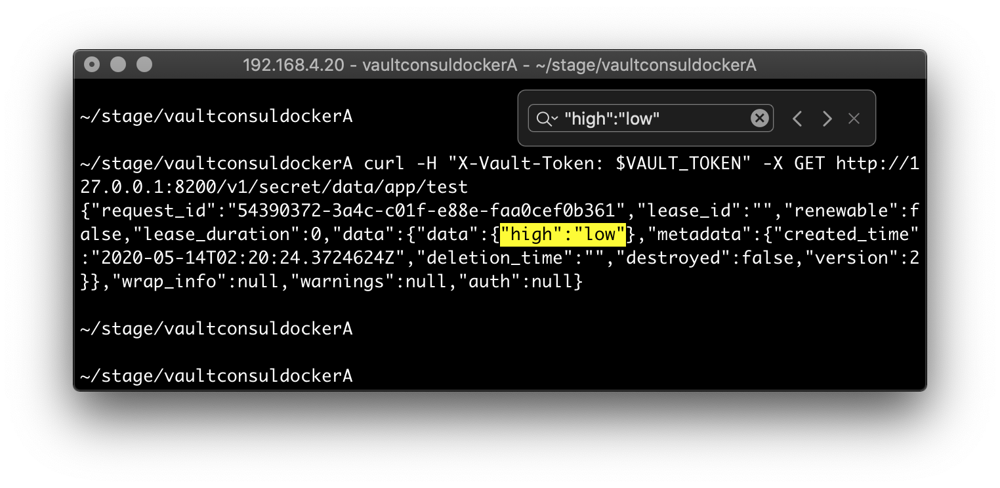 192.168.4.20 - vaultconsuldockerA - ~/stage/vaultconsuldockerA
~/stage/vaultconsuldockerA
"high":"low"
~/stage/vaultconsuldockerA curl -H "X-Vault-Token: $VAULT_TOKEN" -X GET http://1
27.0.0.1:8200/v1/secret/data/app/test
{"request_id":"54390372-3a4c-c01f-e88e-faa0cef0b361","lease_id":"","renewable":f
alse,"lease_duration":0,"data":{"data":{"high":"low"},"metadata":{"created_time"
:"2020-05-14T02:20:24.3724624Z","deletion_time":"","destroyed":false,"version":2
}},"wrap_info":null,"warnings":null,"auth":null}
~/stage/vaultconsuldockerA
~/stage/vaultconsuldockerA